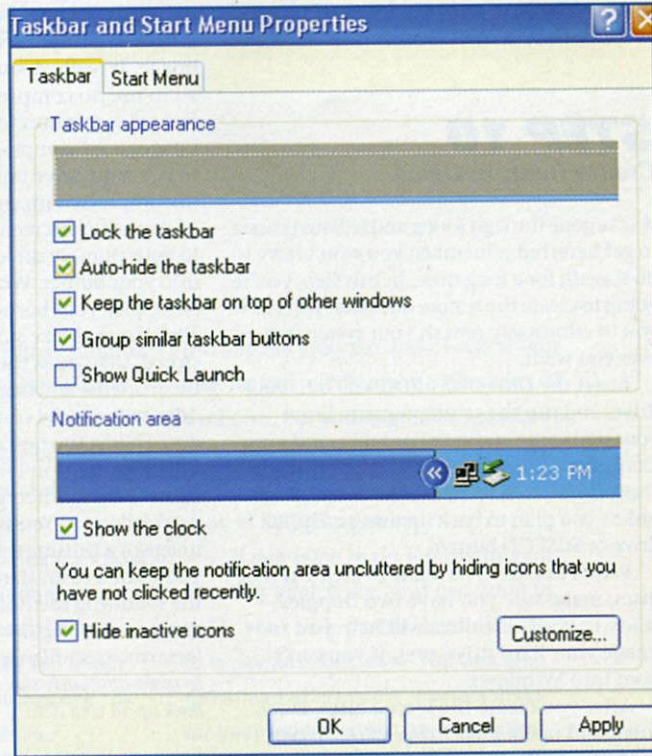 Taskbar and Start Menu Properties
Taskbar
Start Menu
Taskbar appearance
Lock the taskbar
Auto-hide the taskbar
Keep the taskbar on top of other windows
Group similar taskbar buttons
Show Quick Launch
Notification area
1:23 PM
Show the clock
You can keep the notification area uncluttered by hiding icons that you
have not clicked recently.
Hide inactive icons
Customize...
OK
Cancel
Apply